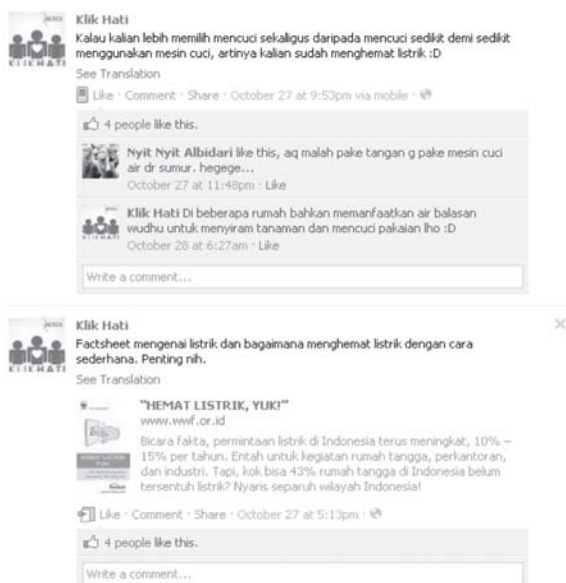 Klik Hati
Kalau kalian lebih memilih mencuci sekaligus daripada mencuci sedikit demi sedikit
menggunakan mesin cuci, artinya kalian sudah menghemat listrik :D
See Translation
Like · Comment · Share · October 27 at 9:53pm via mobile ·
4 people like this.
Nyit Nyit Albidari like this, aq malah pake tangan g pake mesin cuci
air dr sumur. hegege...
October 27 at 11:48pm · Like
Klik Hati Di beberapa rumah bahkan memanfaatkan air balasan
wudhu untuk menyiram tanaman dan mencuci pakaian lho :D
October 28 at 6:27am · Like
Write a comment...
KLIKHATI
Klik Hati
Factsheet mengenai listrik dan bagaimana menghemat listrik dengan cara
sederhana. Penting nih.
See Translation
"HEMAT LISTRIK, YUK!"
www.wwf.or.id
Bicara fakta, permintaan listrik di Indonesia terus meningkat, 10% –
15% per tahun. Entah untuk kegiatan rumah tangga, perkantoran,
dan industri. Tapi, kok bisa 43% rumah tangga di Indonesia belum
tersentuh listrik? Nyaris separuh wilayah Indonesia!
Like · Comment · Share · October 27 at 5:13pm ·
4 people like this.
Write a comment...
KLIKHATI